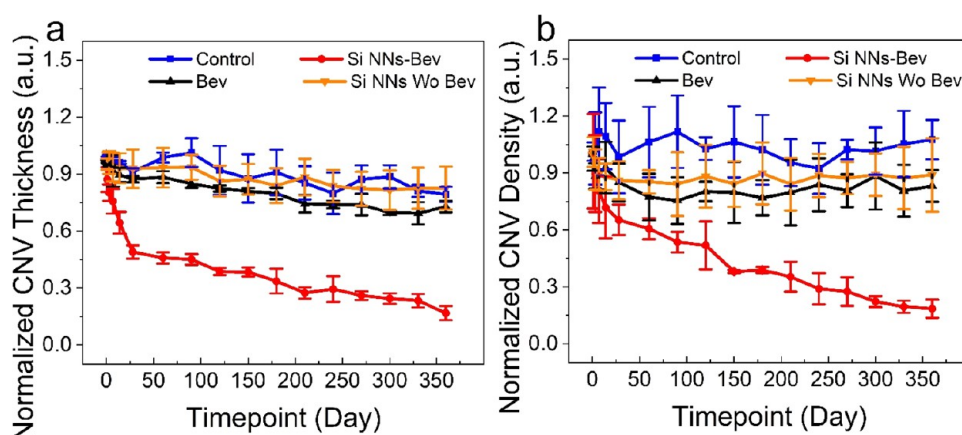 a
Normalized CNV Thickness (a.u.)
1.5
1.2
0.9
0.6
0.3
0.0
Control
Si NNs-Bev
Bev
Si NNs Wo Bev
0 50 100 150 200 250 300 350
Timepoint (Day)
b
Normalized CNV Density (a.u.)
1.5
1.2
0.9
0.6
0.3
0.0
Control
Si NNs-Bev
Bev
Si NNs Wo Bev
0 50 100 150 200 250 300 350
Timepoint (Day)